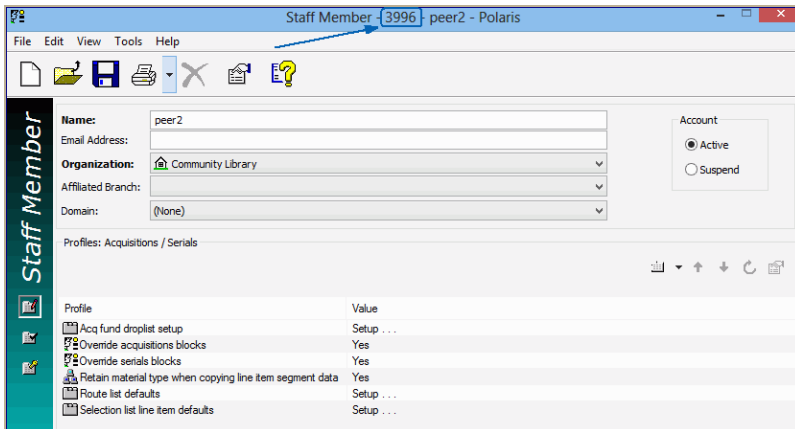 Staff Member - 3996 - peer2 - Polaris
File Edit View Tools Help
Staff Member
Name: peer2
Email Address:
Organization: Community Library
Affiliated Branch:
Domain: (None)
Account
Active
Suspend
Profiles: Acquisitions / Serials
Profile Value
Acq fund droplist setup Setup . . .
Override acquisitions blocks Yes
Override serials blocks Yes
Retain material type when copying line item segment data Yes
Route list defaults Setup . . .
Selection list line item defaults Setup . . .